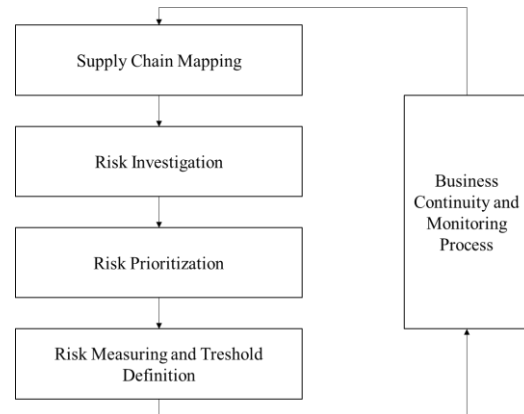 Supply Chain Mapping
Risk Investigation
Risk Prioritization
Risk Measuring and Treshold
Definition
Business
Continuity and
Monitoring
Process